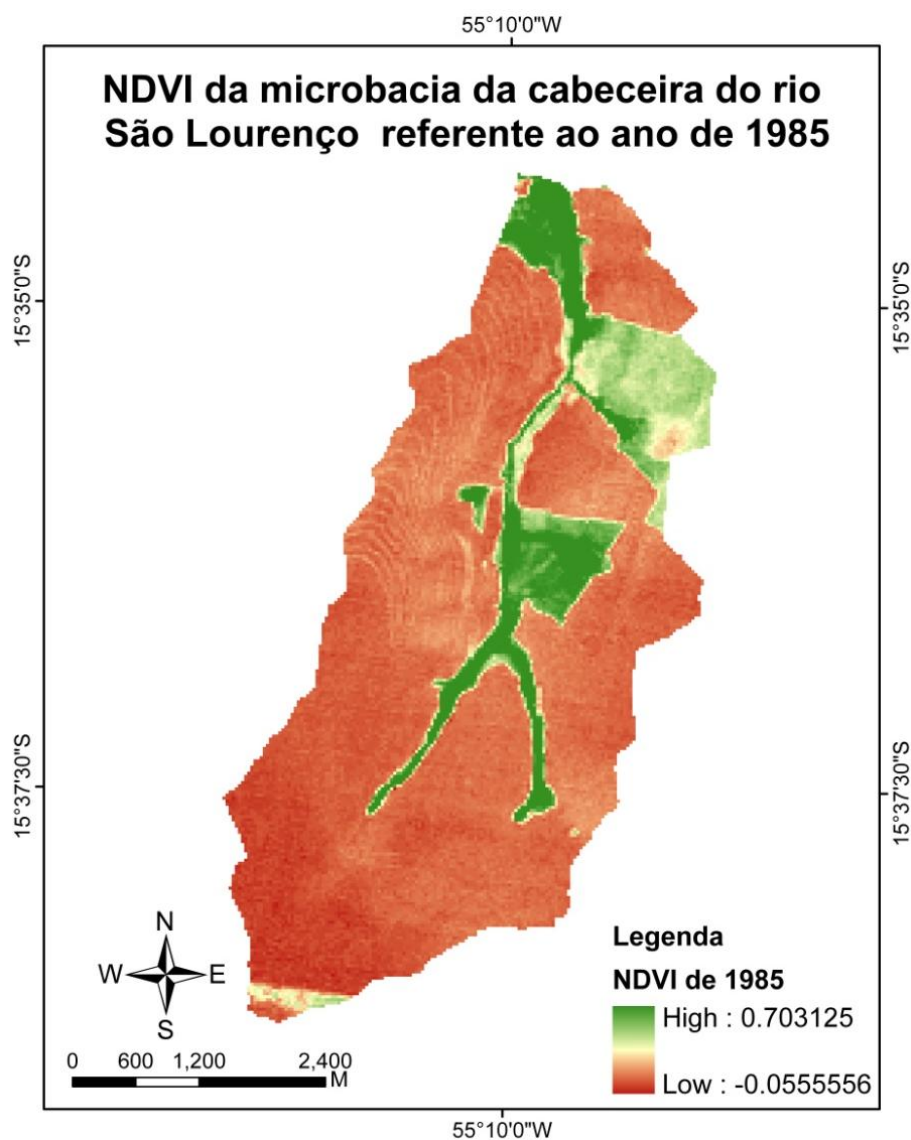 55°10'0"W
NDVI da microbacia da cabeceira do rio
São Lourenço referente ao ano de 1985
15°35'0"S
15°35'0"S
15°37'30"S
15°37'30"S
N
W E
S
0 600 1,200 2,400
M
Legenda
NDVI de 1985
High : 0.703125
Low : -0.0555556
55°10'0"W